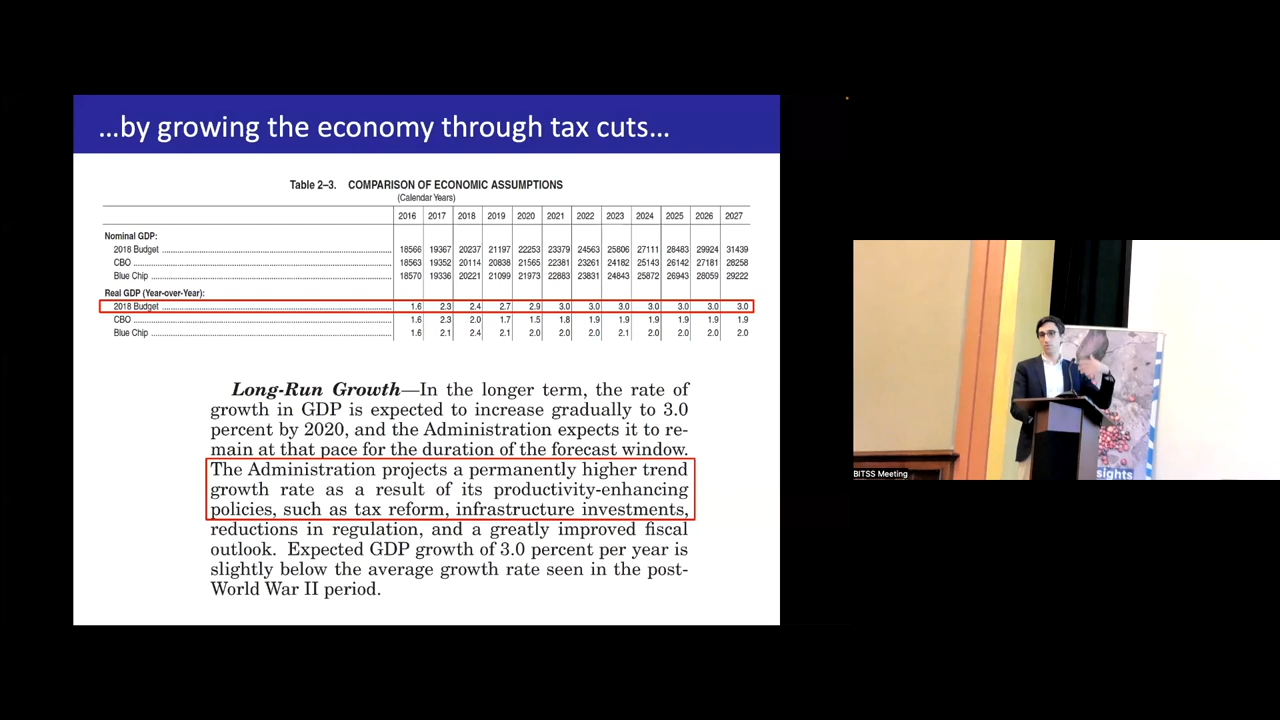 ...by growing the economy through tax cuts...
Table 2–3. COMPARISON OF ECONOMIC ASSUMPTIONS
(Calendar Years)
2016 2017 2018 2019 2020 2021 2022 2023 2024 2025 2026 2027
Nominal GDP:
2018 Budget 18566 19367 20237 21197 22253 23379 24563 25806 27111 28483 29924 31439
CBO 18563 19352 20114 20838 21565 22381 23261 24182 25143 26142 27181 28258
Blue Chip 18570 19336 20221 21099 21973 22883 23831 24843 25872 26943 28059 29222
Real GDP (Year-over-Year):
2018 Budget 1.6 2.3 2.4 2.7 2.9 3.0 3.0 3.0 3.0 3.0 3.0 3.0
CBO 1.6 2.3 2.0 1.7 1.5 1.8 1.9 1.9 1.9 1.9 1.9 1.9
Blue Chip 1.6 2.1 2.4 2.1 2.0 2.0 2.0 2.1 2.0 2.0 2.0 2.0
Long-Run Growth—In the longer term, the rate of
growth in GDP is expected to increase gradually to 3.0
percent by 2020, and the Administration expects it to re-
main at that pace for the duration of the forecast window.
The Administration projects a permanently higher trend
growth rate as a result of its productivity-enhancing
policies, such as tax reform, infrastructure investments,
reductions in regulation, and a greatly improved fiscal
outlook. Expected GDP growth of 3.0 percent per year is
slightly below the average growth rate seen in the post-
World War II period.
BITSS Meeting
sights